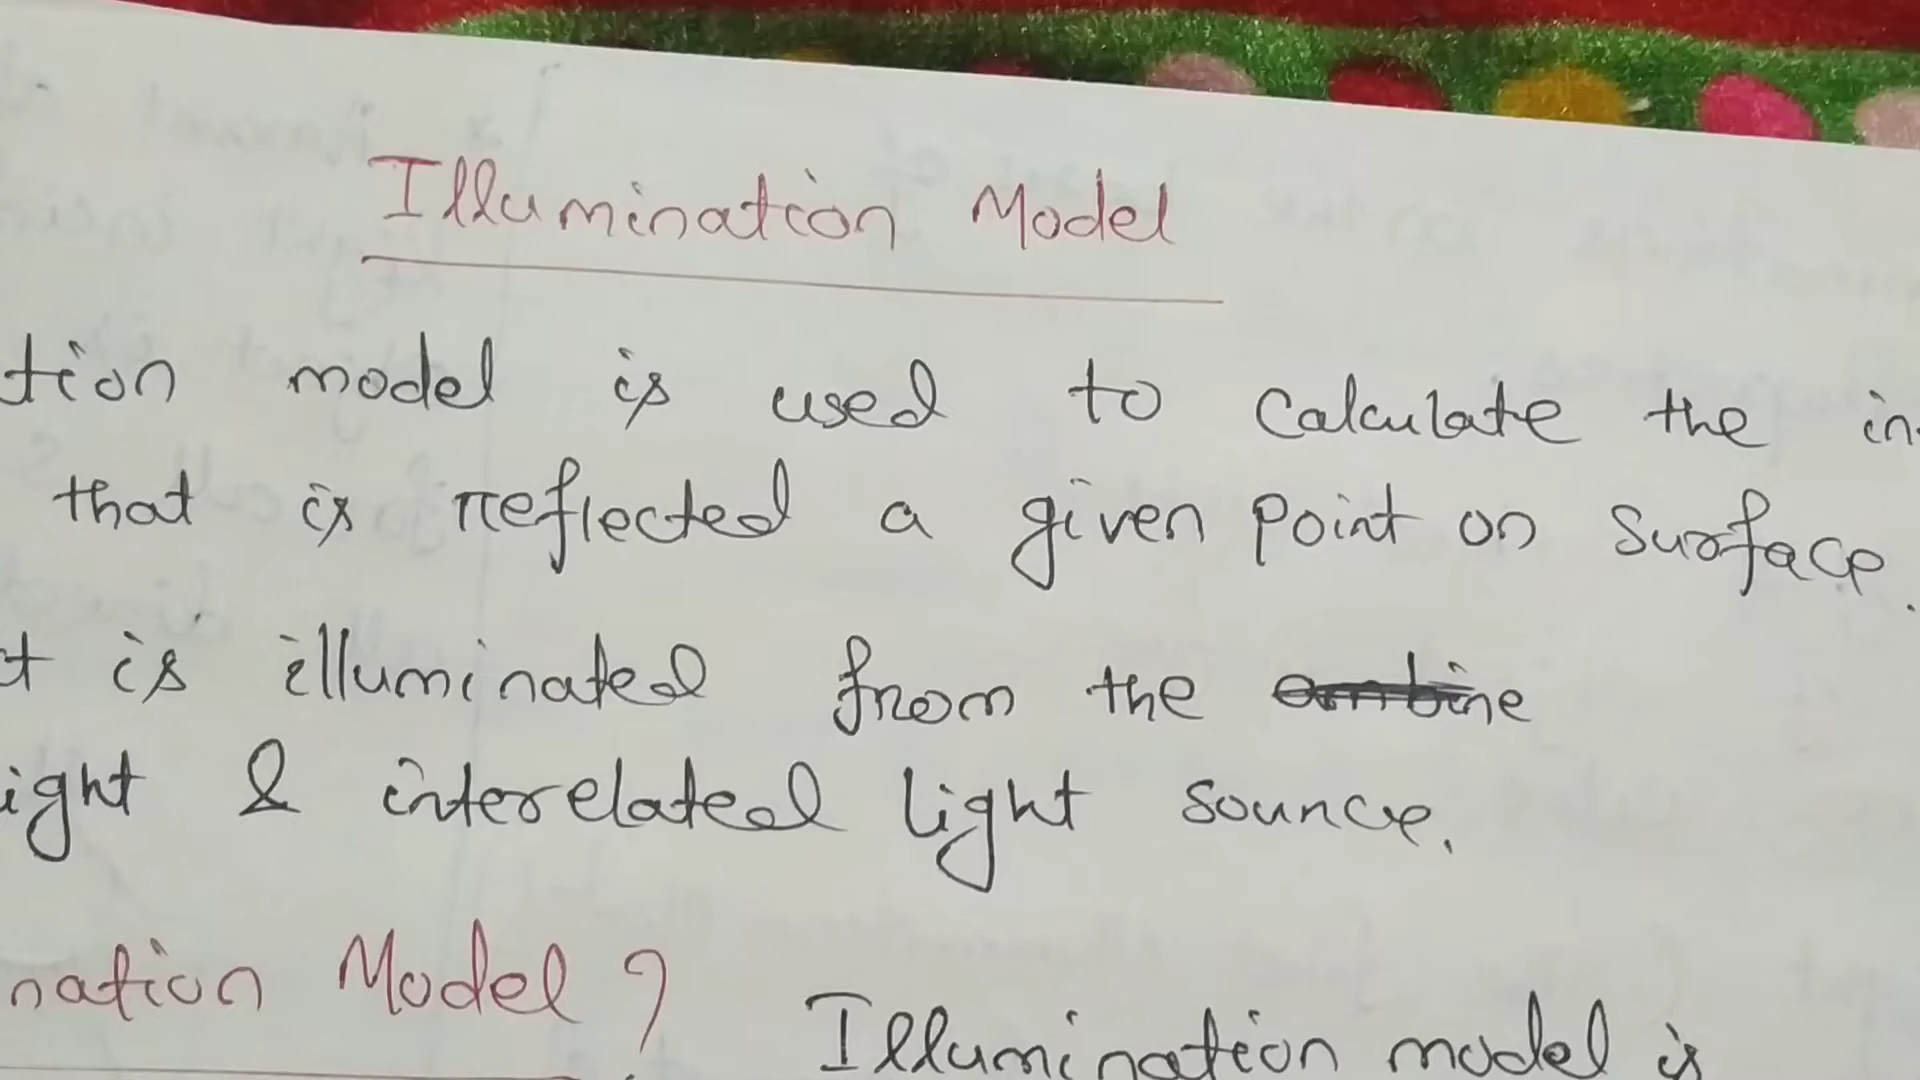 Illumination Model
tion model is used to calculate the in
that is reflected a given point on surface.
t is illuminated from the
ight & interelated light source.
nation Model ?
Illumination model is